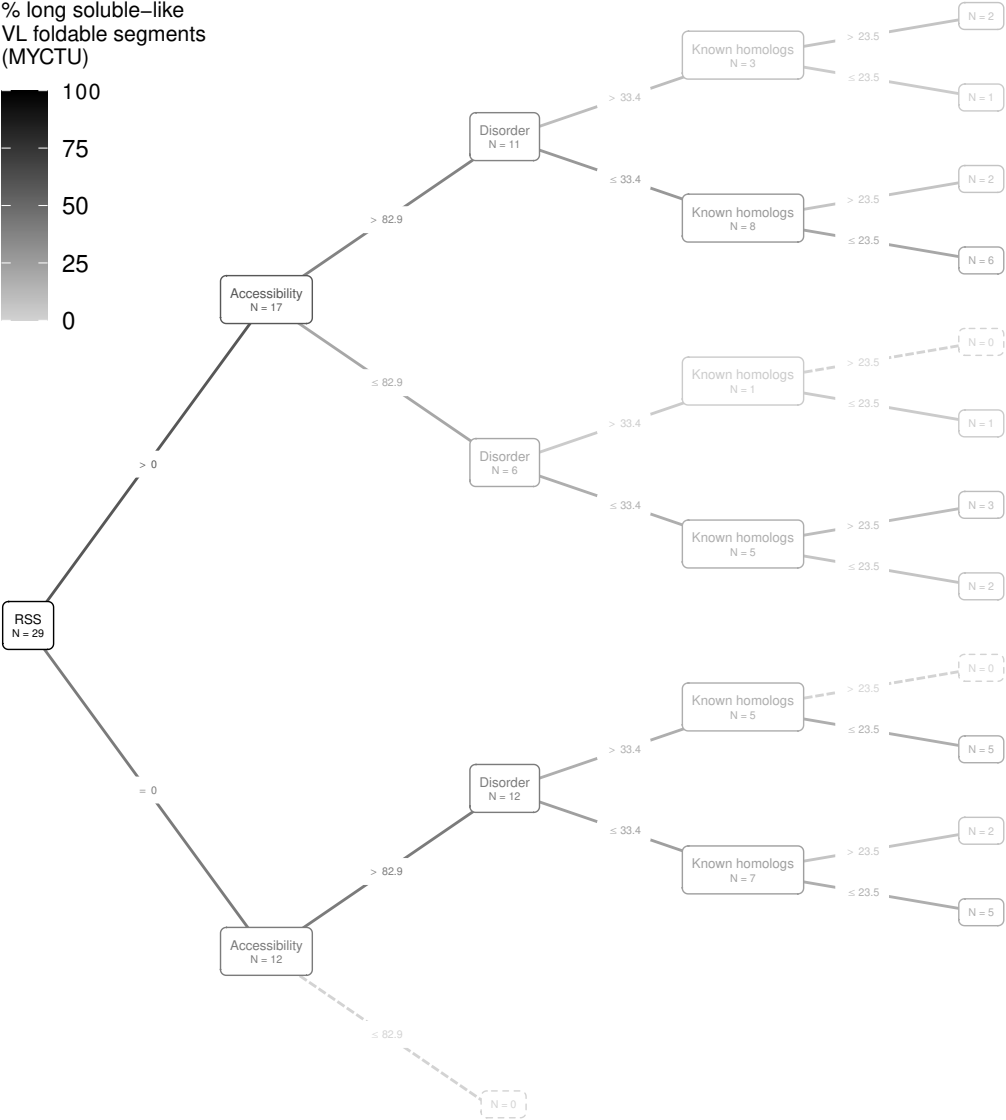 % long soluble−like
VL foldable segments
(MYCTU)
100
75
50
25
0
RSS
N = 29
> 0
= 0
Accessibility
N = 17
> 82.9
≤ 82.9
Accessibility
N = 12
> 82.9
≤ 82.9
N = 0
Disorder
N = 11
> 33.4
≤ 33.4
Disorder
N = 6
> 33.4
≤ 33.4
Disorder
N = 12
> 33.4
≤ 33.4
Known homologs
N = 3
> 23.5
≤ 23.5
N = 2
N = 1
Known homologs
N = 8
> 23.5
≤ 23.5
N = 2
N = 6
Known homologs
N = 1
> 23.5
≤ 23.5
N = 0
N = 1
Known homologs
N = 5
> 23.5
≤ 23.5
N = 3
N = 2
Known homologs
N = 5
> 23.5
≤ 23.5
N = 0
N = 5
Known homologs
N = 7
> 23.5
≤ 23.5
N = 2
N = 5